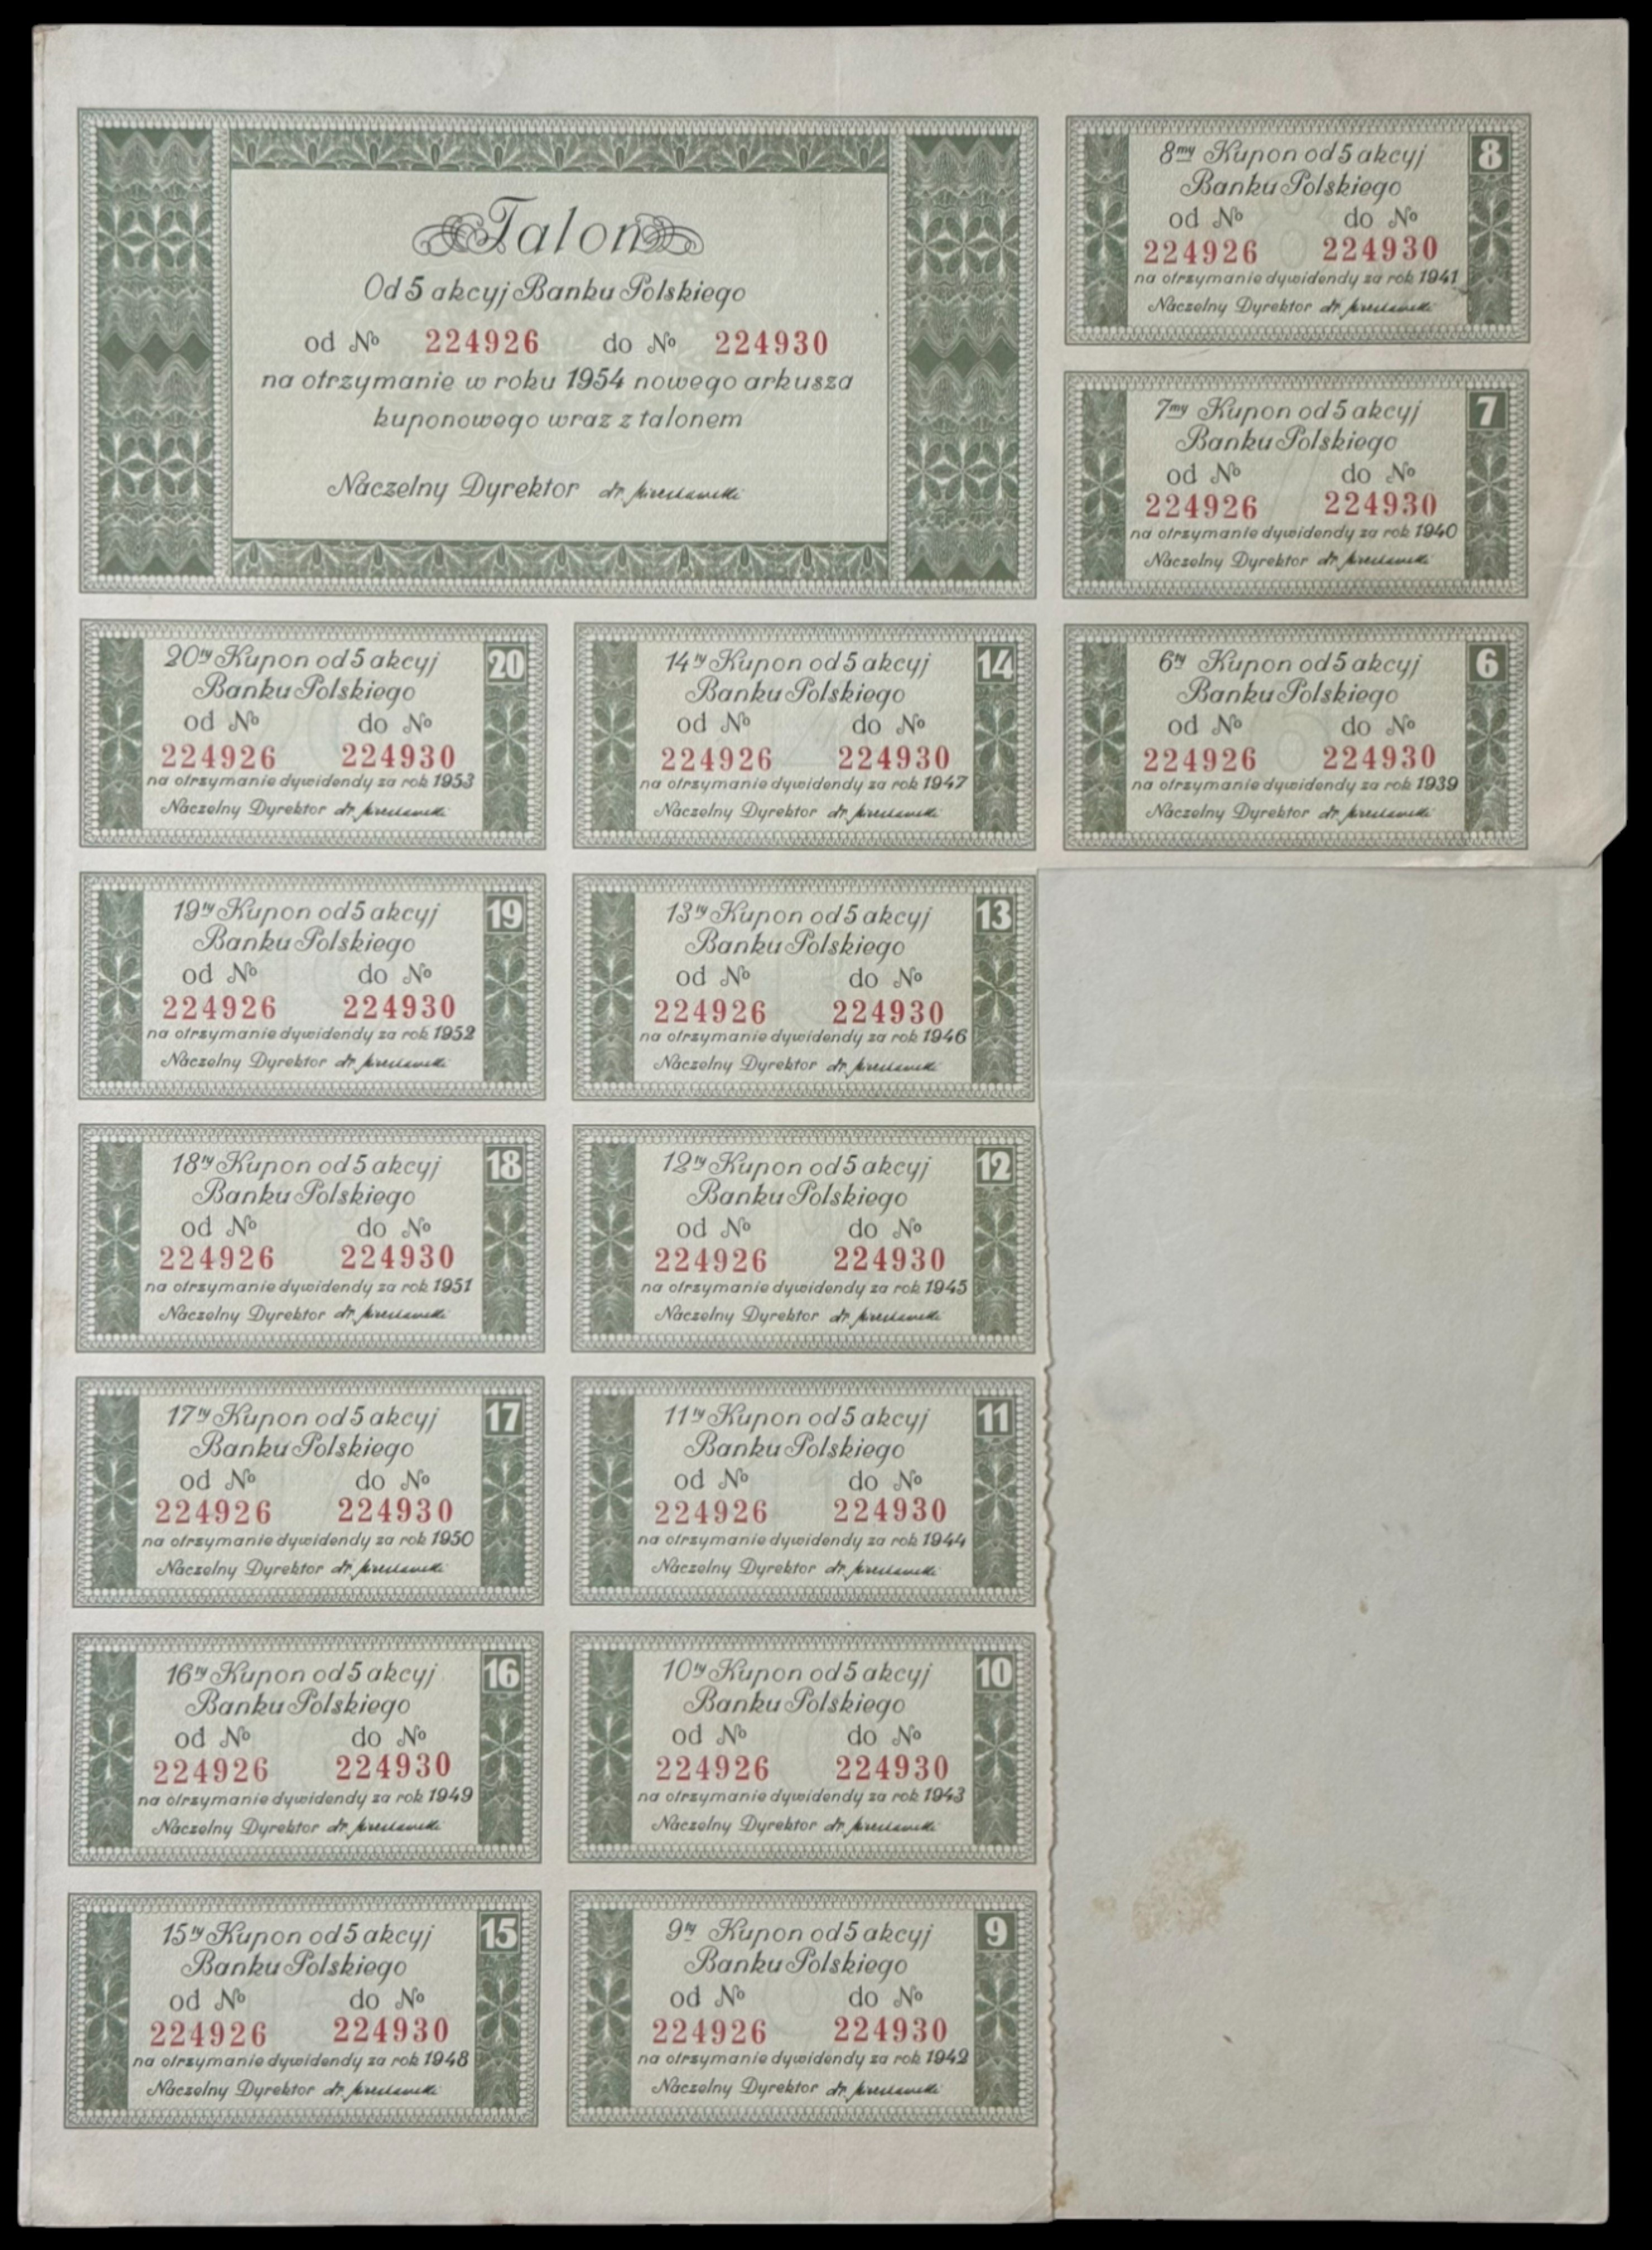 Talon
Od 5 akcyj Banku Polskiego
od № 224926 do № 224930
na otrzymanie w roku 1954 nowego arkusza
kuponowego wraz z talonem
Naczelny Dyrektor dr
8my Kupon od 5 akcyj 8
Banku Polskiego
od № do №
224926 224930
na otrzymanie dywidendy za rok 1941
Naczelny Dyrektor dr
7my Kupon od 5 akcyj 7
Banku Polskiego
od № do №
224926 224930
na otrzymanie dywidendy za rok 1940
Naczelny Dyrektor dr
20ty Kupon od 5 akcyj 20
Banku Polskiego
od № do №
224926 224930
na otrzymanie dywidendy za rok 1953
Naczelny Dyrektor dr
14ty Kupon od 5 akcyj 14
Banku Polskiego
od № do №
224926 224930
na otrzymanie dywidendy za rok 1947
Naczelny Dyrektor dr
6ty Kupon od 5 akcyj 6
Banku Polskiego
od № do №
224926 224930
na otrzymanie dywidendy za rok 1939
Naczelny Dyrektor dr
19ty Kupon od 5 akcyj 19
Banku Polskiego
od № do №
224926 224930
na otrzymanie dywidendy za rok 1952
Naczelny Dyrektor dr
13ty Kupon od 5 akcyj 13
Banku Polskiego
od № do №
224926 224930
na otrzymanie dywidendy za rok 1946
Naczelny Dyrektor dr
18ty Kupon od 5 akcyj 18
Banku Polskiego
od № do №
224926 224930
na otrzymanie dywidendy za rok 1951
Naczelny Dyrektor dr
12ty Kupon od 5 akcyj 12
Banku Polskiego
od № do №
224926 224930
na otrzymanie dywidendy za rok 1945
Naczelny Dyrektor dr
17ty Kupon od 5 akcyj 17
Banku Polskiego
od № do №
224926 224930
na otrzymanie dywidendy za rok 1950
Naczelny Dyrektor dr
11ty Kupon od 5 akcyj 11
Banku Polskiego
od № do №
224926 224930
na otrzymanie dywidendy za rok 1944
Naczelny Dyrektor dr
16ty Kupon od 5 akcyj 16
Banku Polskiego
od № do №
224926 224930
na otrzymanie dywidendy za rok 1949
Naczelny Dyrektor dr
10ty Kupon od 5 akcyj 10
Banku Polskiego
od № do №
224926 224930
na otrzymanie dywidendy za rok 1943
Naczelny Dyrektor dr
15ty Kupon od 5 akcyj 15
Banku Polskiego
od № do №
224926 224930
na otrzymanie dywidendy za rok 1948
Naczelny Dyrektor dr
9ty Kupon od 5 akcyj 9
Banku Polskiego
od № do №
224926 224930
na otrzymanie dywidendy za rok 1942
Naczelny Dyrektor dr